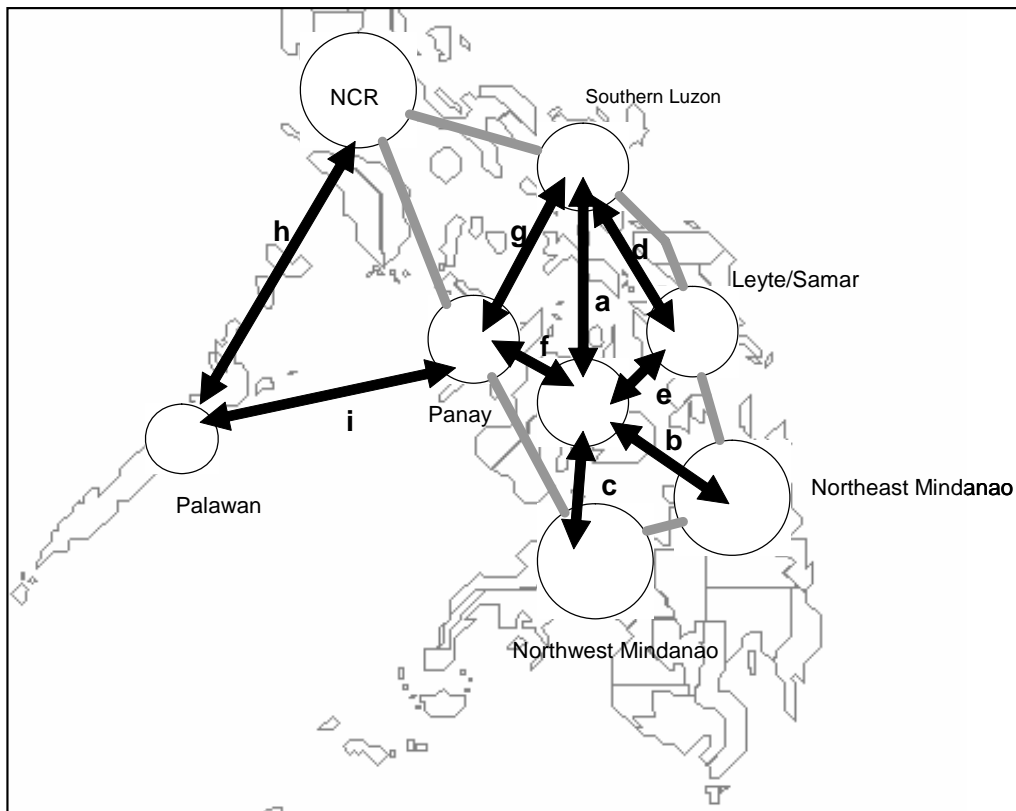 NCR
Southern Luzon
h
g
d
Leyte/Samar
a
f
e
i
Panay
b
Palawan
c
Northeast Mindanao
Northwest Mindanao